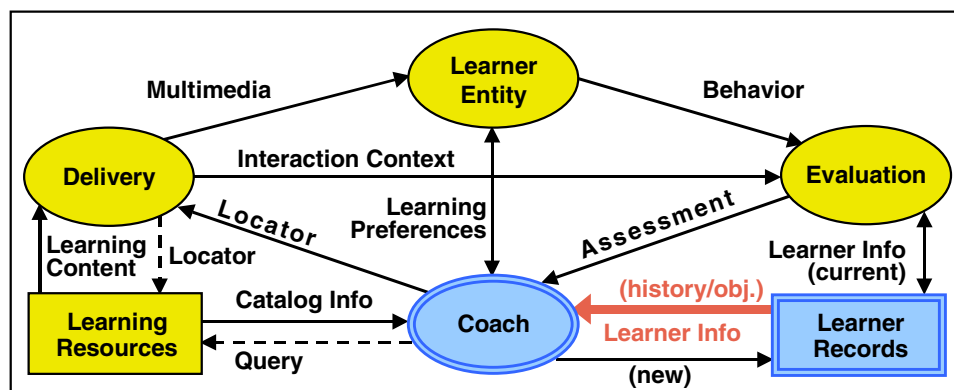 Learner
Entity
Multimedia
Behavior
Delivery
Interaction Context
Evaluation
Learning
Preferences
Locator
Assessment
Learning
Content
Locator
Learner Info
(current)
Learning
Resources
Catalog Info
Query
Coach
(history/obj.)
Learner Info
(new)
Learner
Records